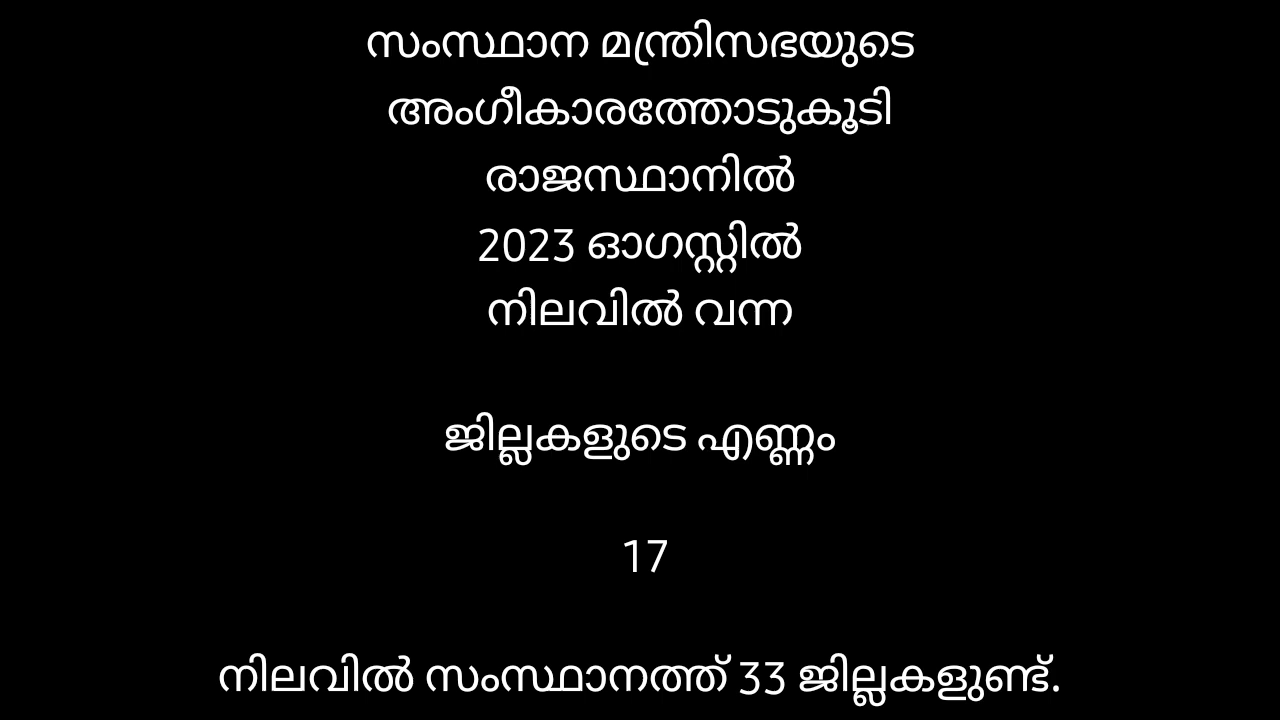 സംസ്ഥാന മന്ത്രിസഭയുടെ
അംഗീകാരത്തോടുകൂടി
രാജസ്ഥാനിൽ
2023 ഓഗസ്റ്റിൽ
നിലവിൽ വന്ന
ജില്ലകളുടെ എണ്ണം
17
നിലവിൽ സംസ്ഥാനത്ത് 33 ജില്ലകളുണ്ട്.